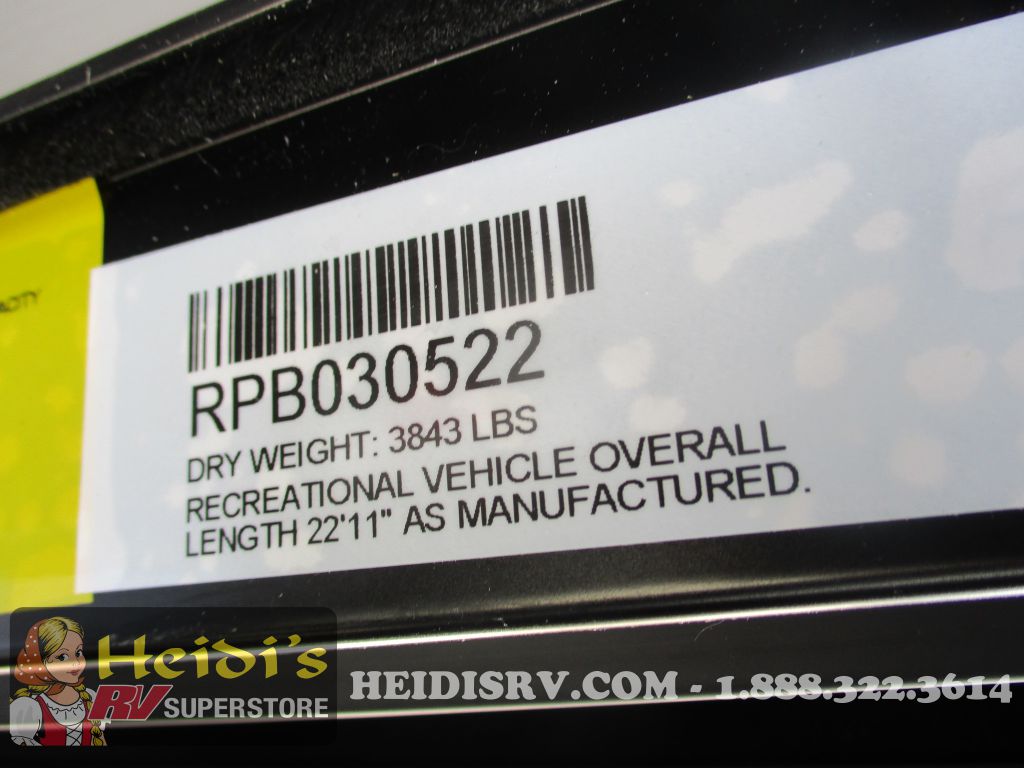 RPB030522
DRY WEIGHT: 3843 LBS
RECREATIONAL VEHICLE OVERALL
LENGTH 22'11" AS MANUFACTURED.
Heidi's
RV SUPERSTORE
HEIDISRV.COM - 1.888.322.3614